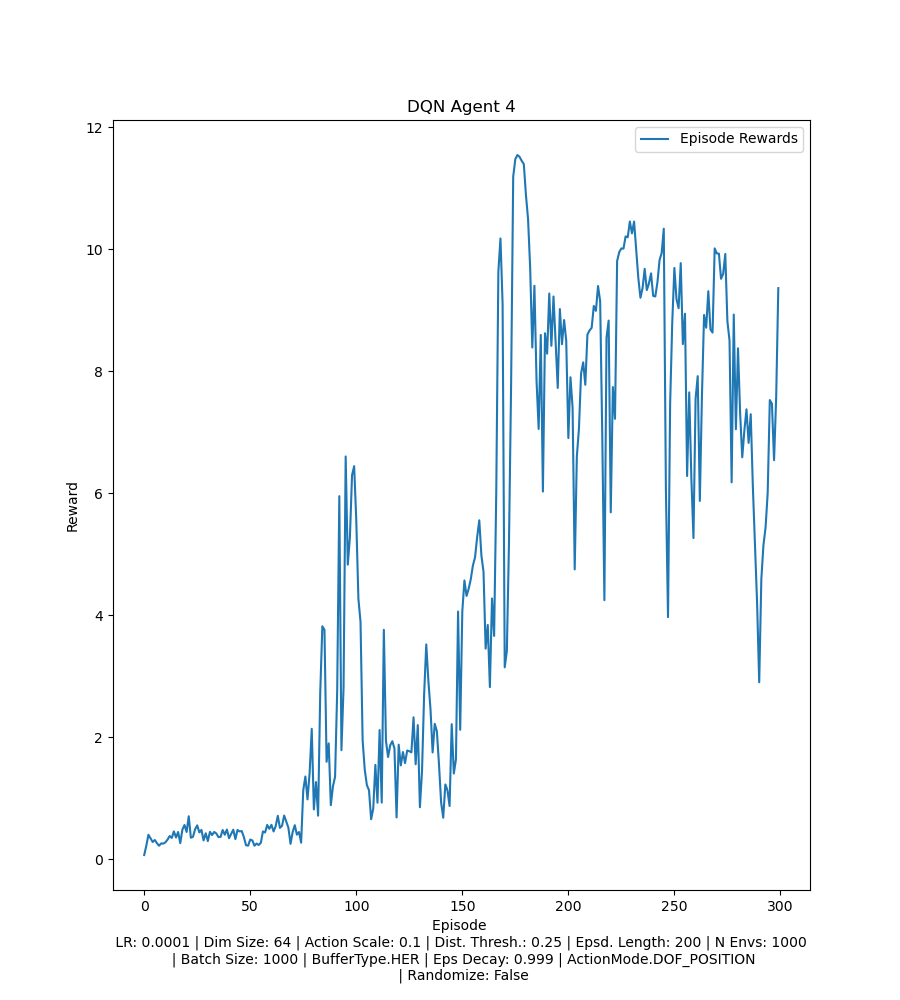 DQN Agent 4
Episode Rewards
12
10
8
6
4
2
0
Reward
0 50 100 150 200 250 300
Episode
LR: 0.0001 | Dim Size: 64 | Action Scale: 0.1 | Dist. Thresh.: 0.25 | Epsd. Length: 200 | N Envs: 1000
| Batch Size: 1000 | BufferType.HER | Eps Decay: 0.999 | ActionMode.DOF_POSITION
| Randomize: False